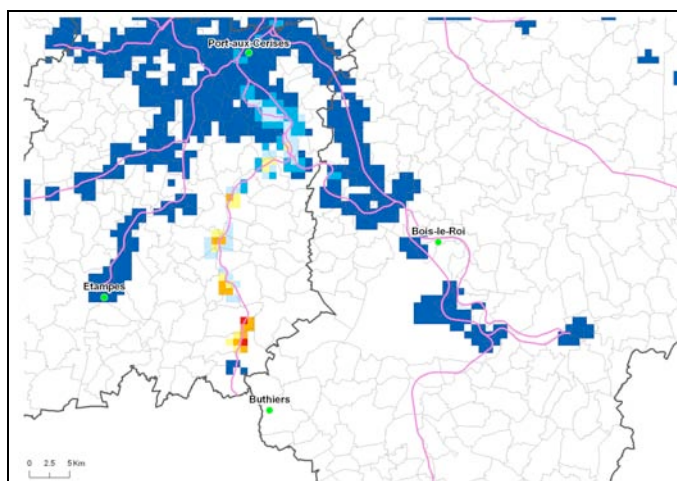 Port-aux-Cerises
Bois-le-Roi
Etampes
Buthiers
0 2.5 5 Km